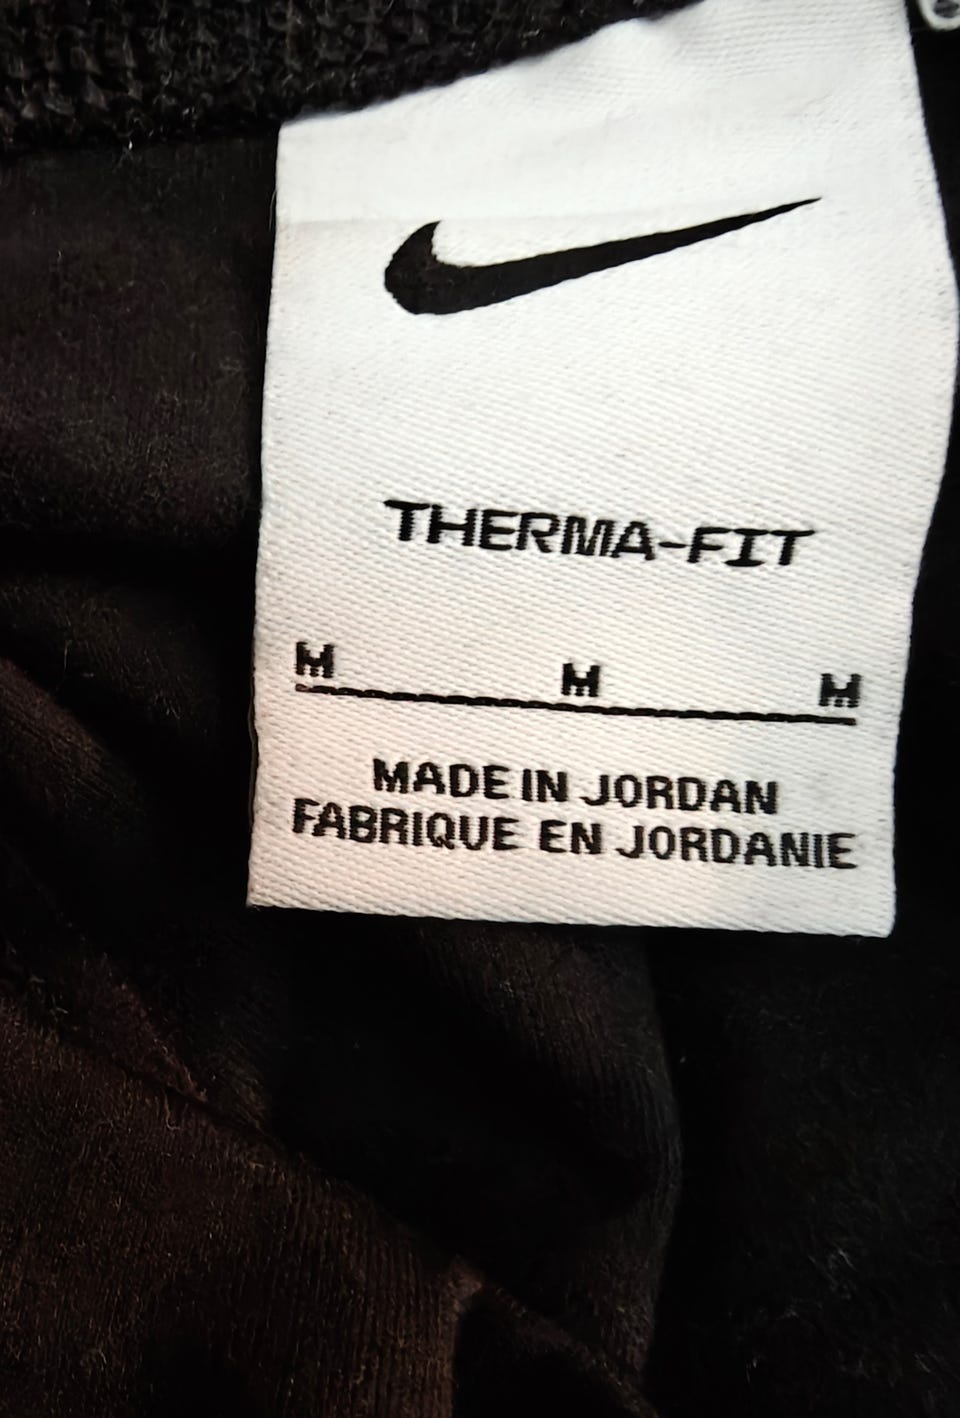 THERMA-FIT
M M M
MADE IN JORDAN
FABRIQUE EN JORDANIE